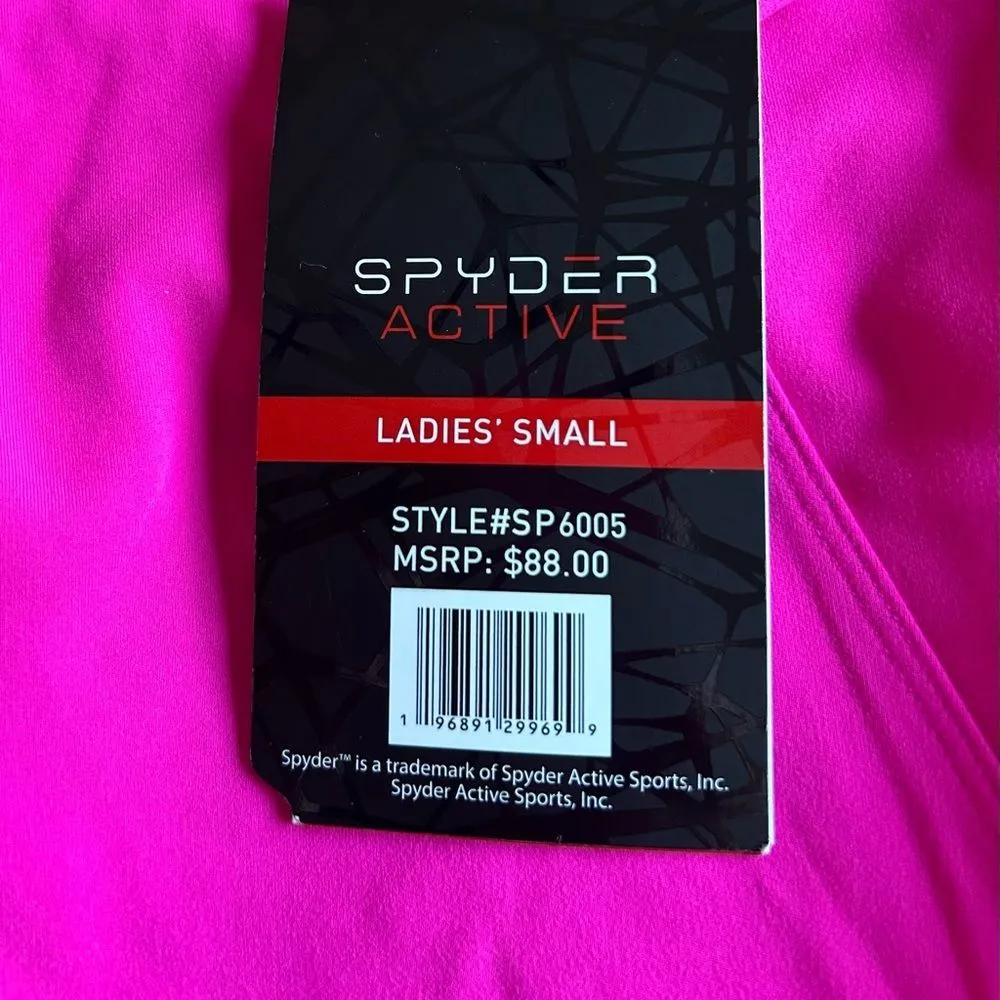 SPYDER
ACTIVE
LADIES' SMALL
STYLE#SP6005
MSRP: $88.00
1 96891 29969 9
Spyder™ is a trademark of Spyder Active Sports, Inc.
Spyder Active Sports, Inc.